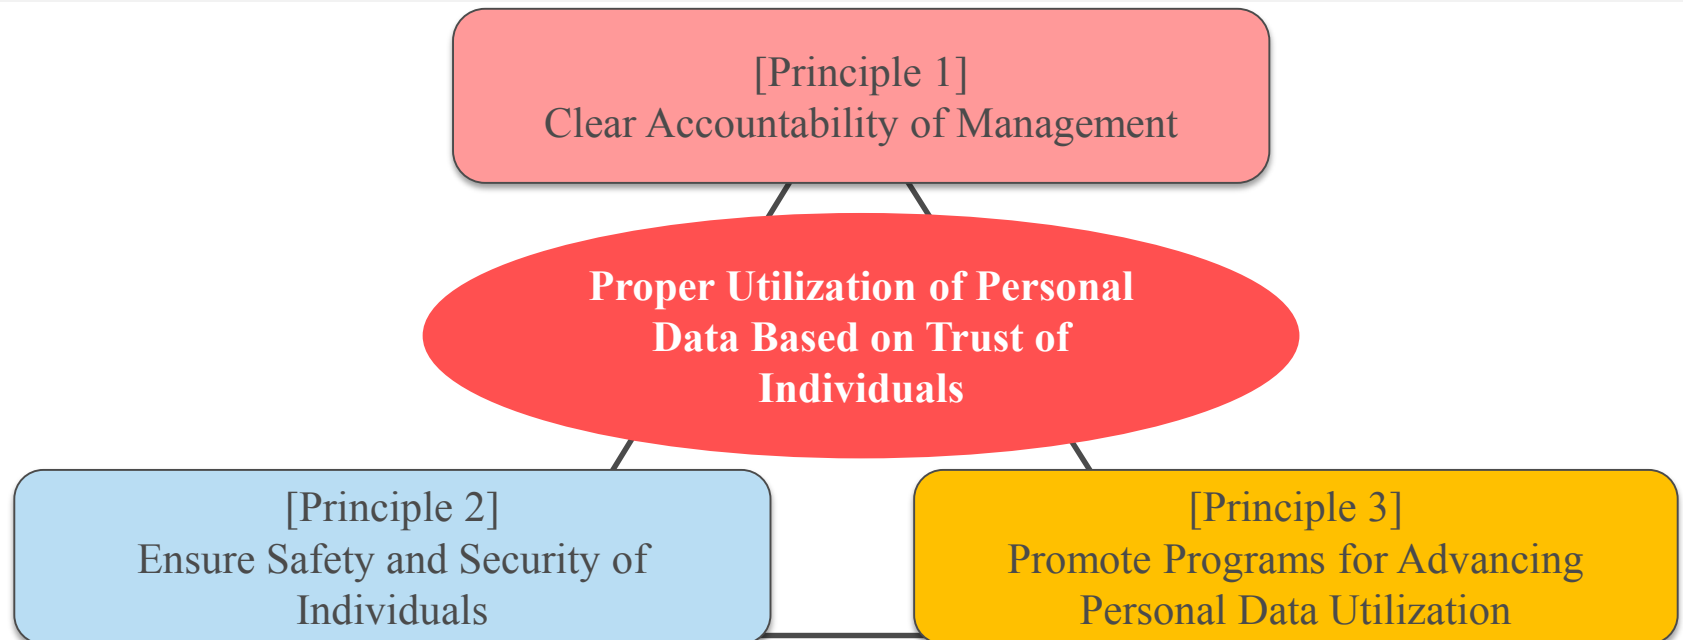 [Principle 1]
Clear Accountability of Management
Proper Utilization of Personal
Data Based on Trust of
Individuals
[Principle 2]
Ensure Safety and Security of
Individuals
[Principle 3]
Promote Programs for Advancing
Personal Data Utilization